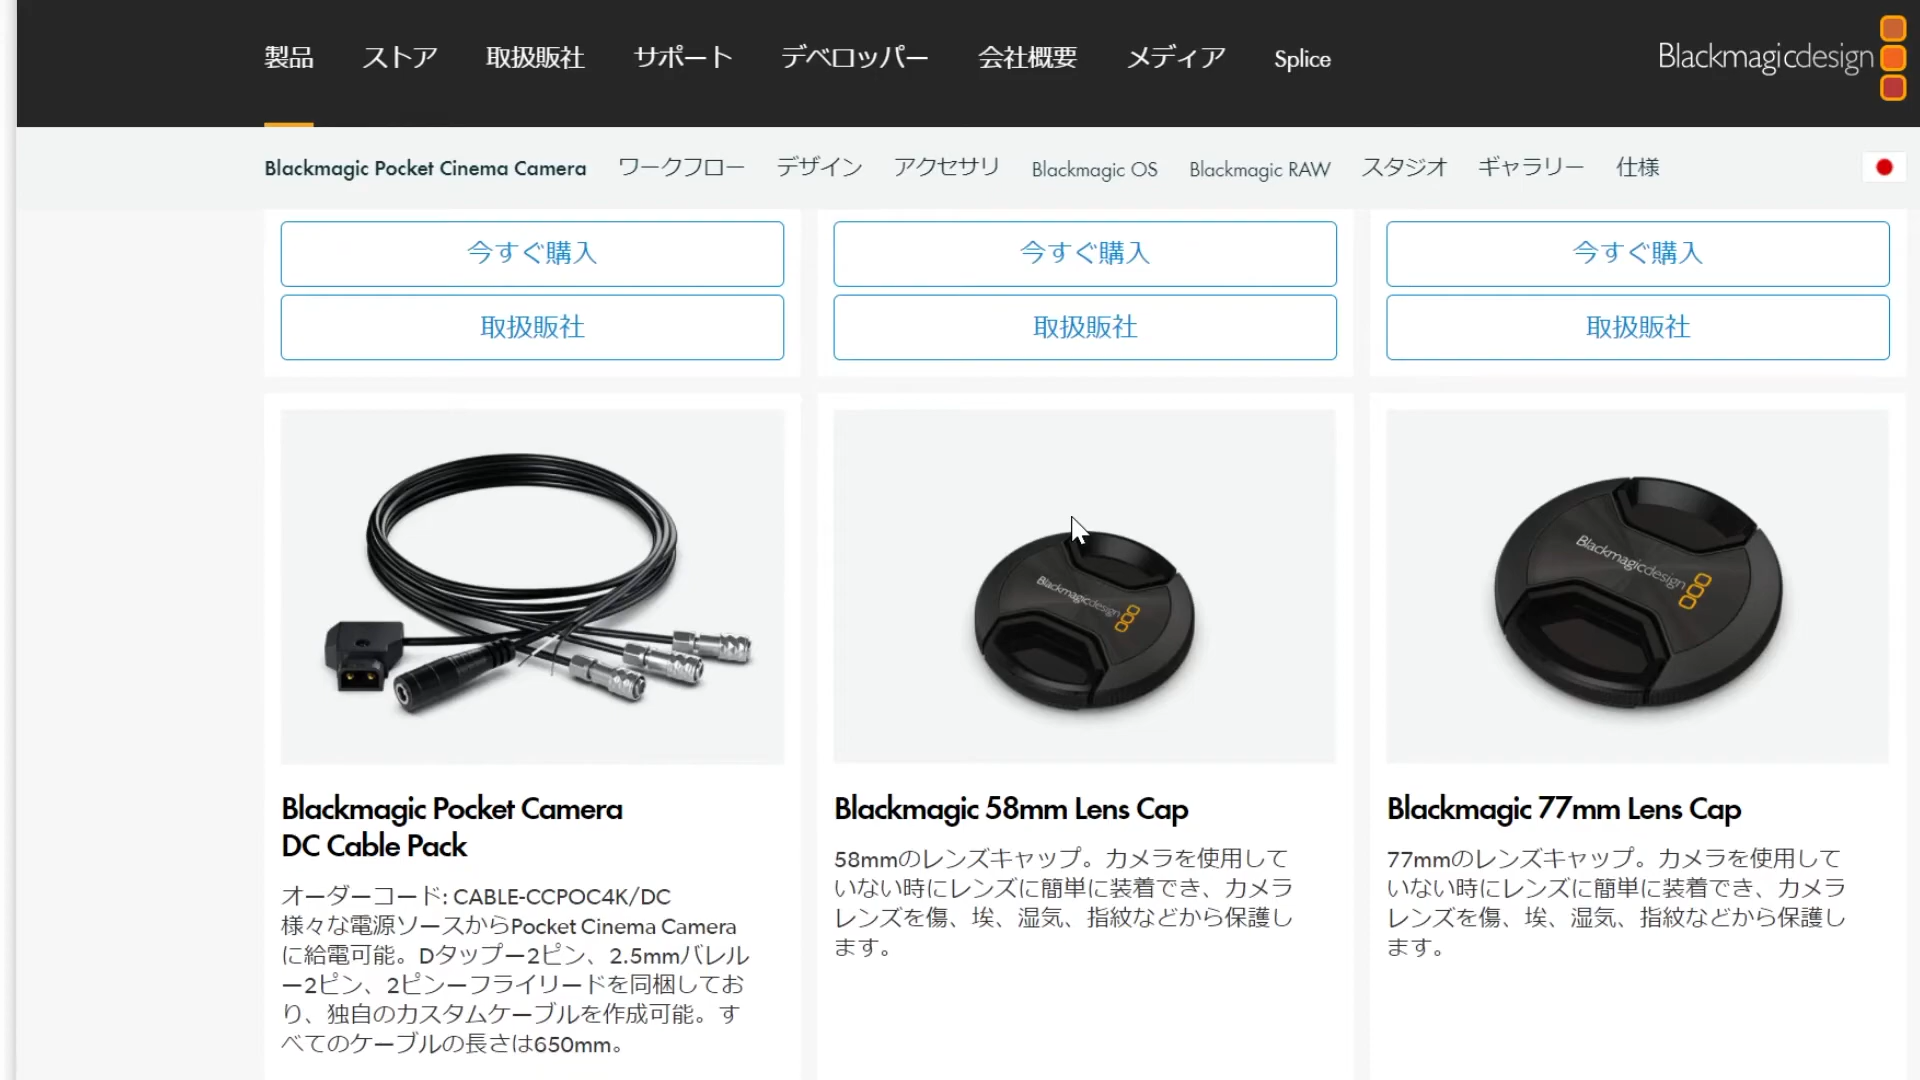 製品 ストア 取扱販社 サポート デベロッパー 会社概要 メディア Splice
Blackmagicdesign
Blackmagic Pocket Cinema Camera ワークフロー デザイン アクセサリ Blackmagic OS Blackmagic RAW スタジオ ギャラリー 仕様
今すぐ購入
取扱販社
今すぐ購入
取扱販社
今すぐ購入
取扱販社
Blackmagic Pocket Camera
DC Cable Pack
オーダーコード: CABLE-CCPOC4K/DC
様々な電源ソースからPocket Cinema Camera
に給電可能。Dタップー2ピン、2.5mmバレル
ー2ピン、2ピンーフライリードを同梱してお
り、独自のカスタムケーブルを作成可能。す
べてのケーブルの長さは650mm。
Blackmagicdesign
Blackmagic 58mm Lens Cap
58mmのレンズキャップ。カメラを使用して
いない時にレンズに簡単に装着でき、カメラ
レンズを傷、埃、湿気、指紋などから保護し
ます。
Blackmagicdesign
Blackmagic 77mm Lens Cap
77mmのレンズキャップ。カメラを使用して
いない時にレンズに簡単に装着でき、カメラ
レンズを傷、埃、湿気、指紋などから保護し
ます。